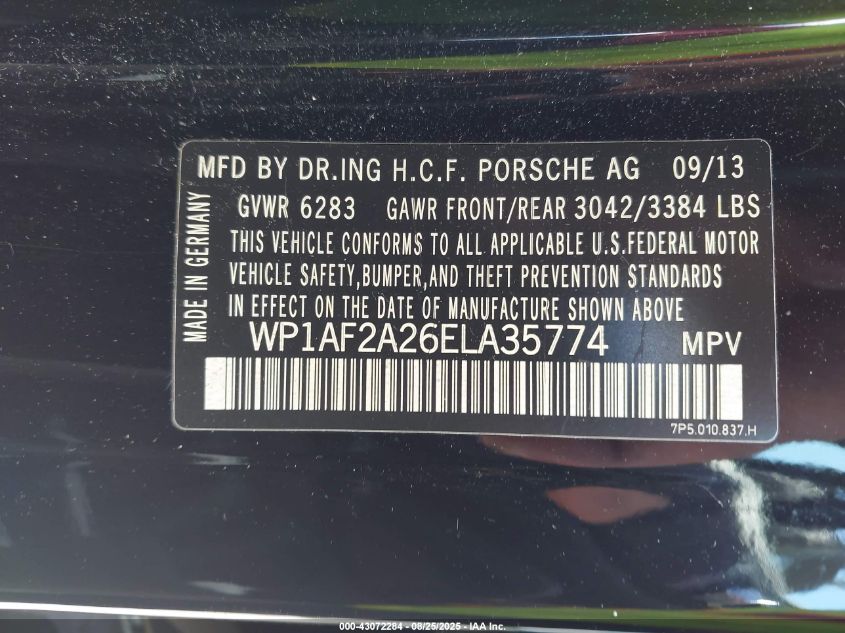 MFD BY DR.ING H.C.F. PORSCHE AG 09/13
GVWR 6283 GAWR FRONT/REAR 3042/3384 LBS
THIS VEHICLE CONFORMS TO ALL APPLICABLE U.S.FEDERAL MOTOR
VEHICLE SAFETY,BUMPER,AND THEFT PREVENTION STANDARDS
IN EFFECT ON THE DATE OF MANUFACTURE SHOWN ABOVE
MADE IN GERMANY
WP1AF2A26ELA35774 MPV
7P5.010.837.H
000-43072284 - 08/25/2025 - IAA Inc.